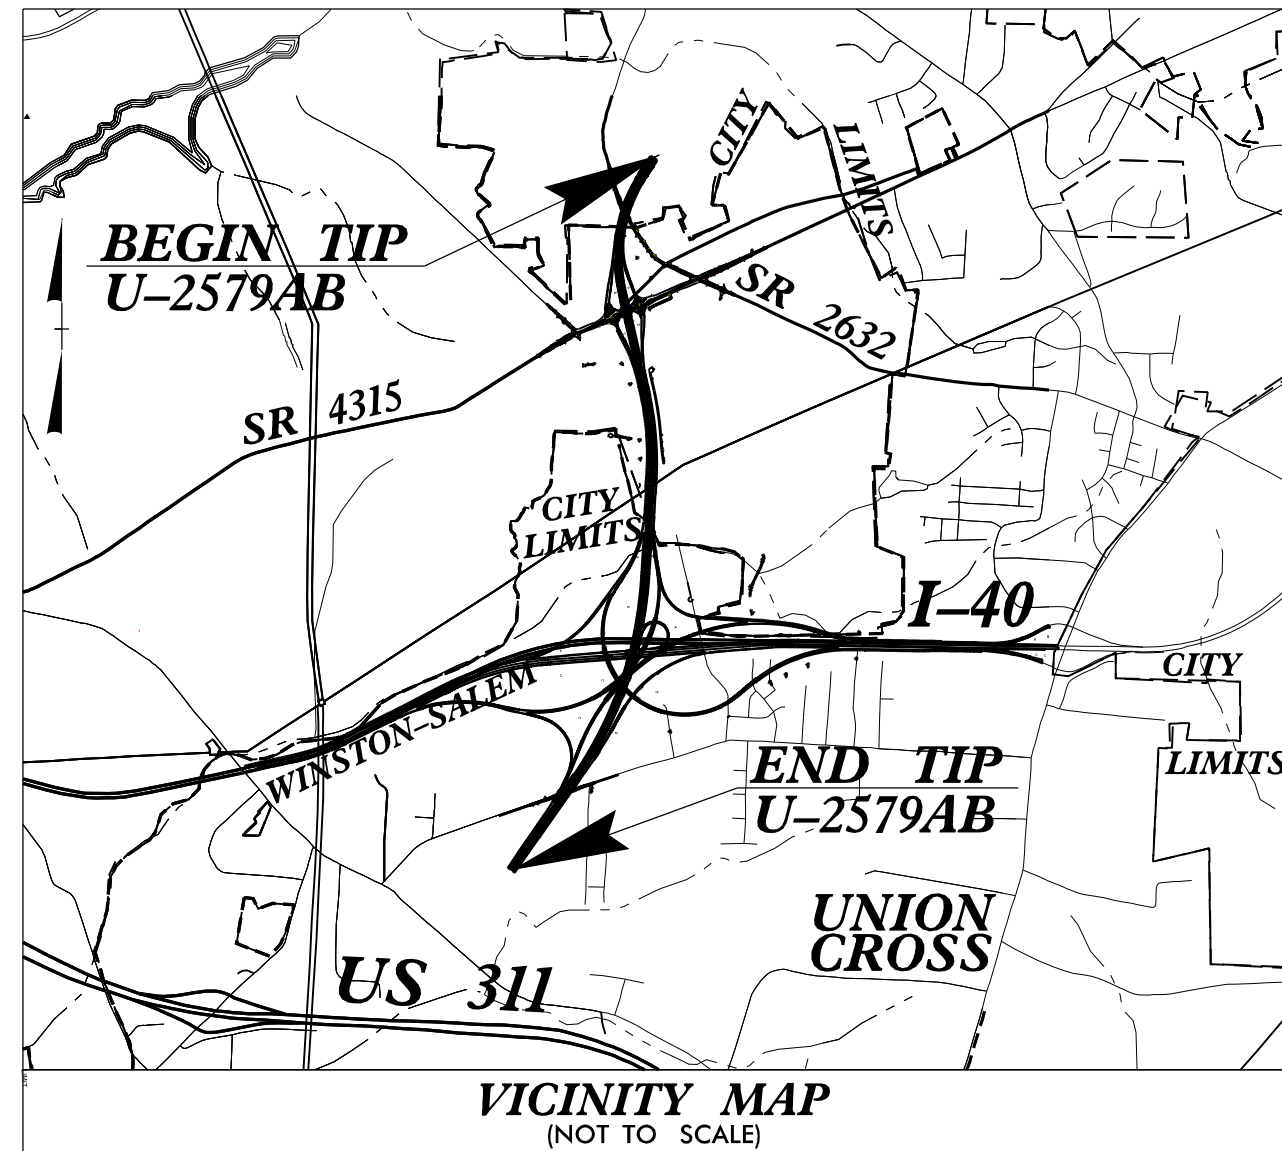 CITY
LIMITS
BEGIN TIP
U–2579AB
SR 2632
SR 4315
CITY
LIMITS
I–40
CITY
LIMITS
WINSTON–SALEM
END TIP
U–2579AB
UNION
CROSS
US 311
VICINITY MAP
(NOT TO SCALE)